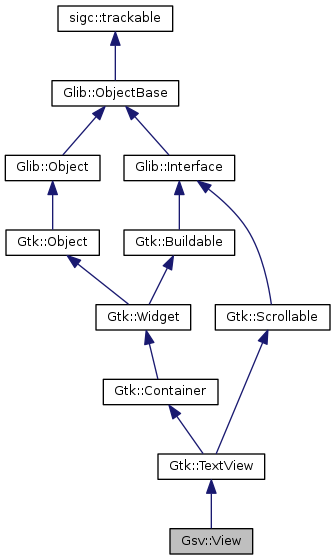 sigc::trackable
Glib::ObjectBase
Glib::Object
Glib::Interface
Gtk::Object
Gtk::Buildable
Gtk::Widget
Gtk::Scrollable
Gtk::Container
Gtk::TextView
Gsv::View